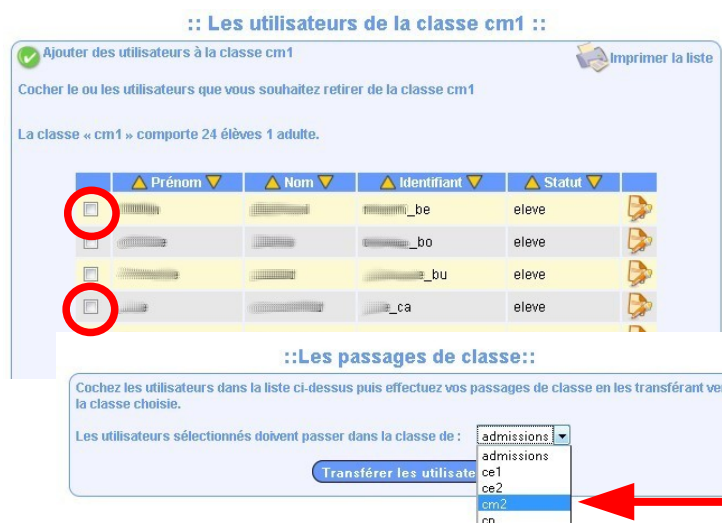 :: Les utilisateurs de la classe cm1 ::
Ajouter des utilisateurs à la classe cm1
Imprimer la liste
Cocher le ou les utilisateurs que vous souhaitez retirer de la classe cm1
La classe « cm1 » comporte 24 élèves 1 adulte.
Prénom Nom Identifiant Statut
_be eleve
_bo eleve
_bu eleve
_ca eleve
::Les passages de classe::
Cochez les utilisateurs dans la liste ci-dessus puis effectuez vos passages de classe en les transférant ve
la classe choisie.
Les utilisateurs sélectionnés doivent passer dans la classe de : admissions
admissions
Transférer les utilisate
ce1
ce2
cm2
cp